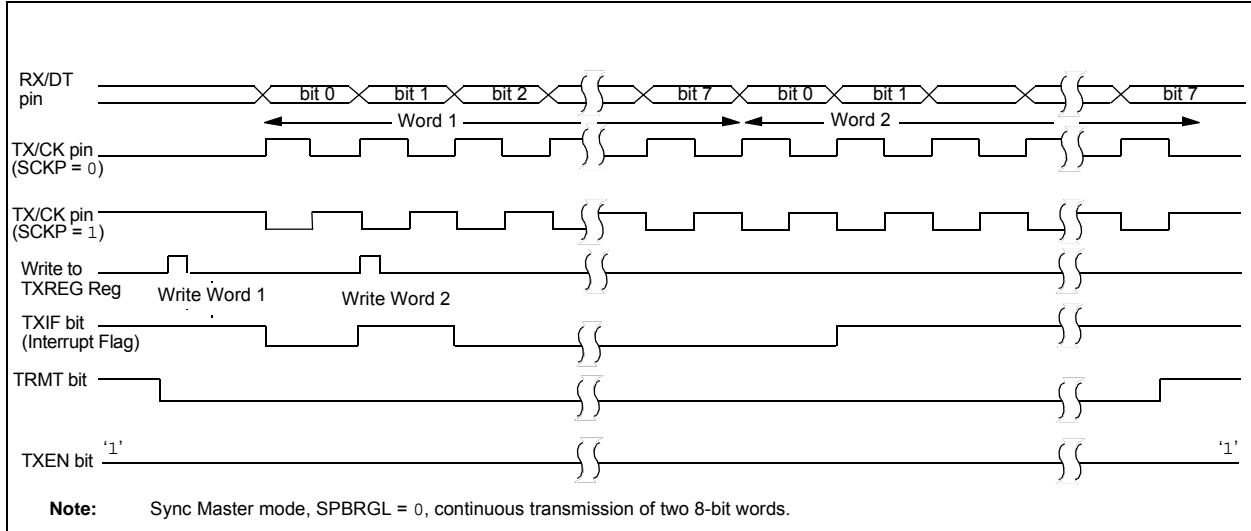 RX/DT
pin
bit 0 bit 1 bit 2 bit 7 bit 0 bit 1 bit 7
Word 1 Word 2
TX/CK pin
(SCKP = 0)
TX/CK pin
(SCKP = 1)
Write to
TXREG Reg
Write Word 1 Write Word 2
TXIF bit
(Interrupt Flag)
TRMT bit
TXEN bit '1' '1'
Note: Sync Master mode, SPBRGL = 0, continuous transmission of two 8-bit words.